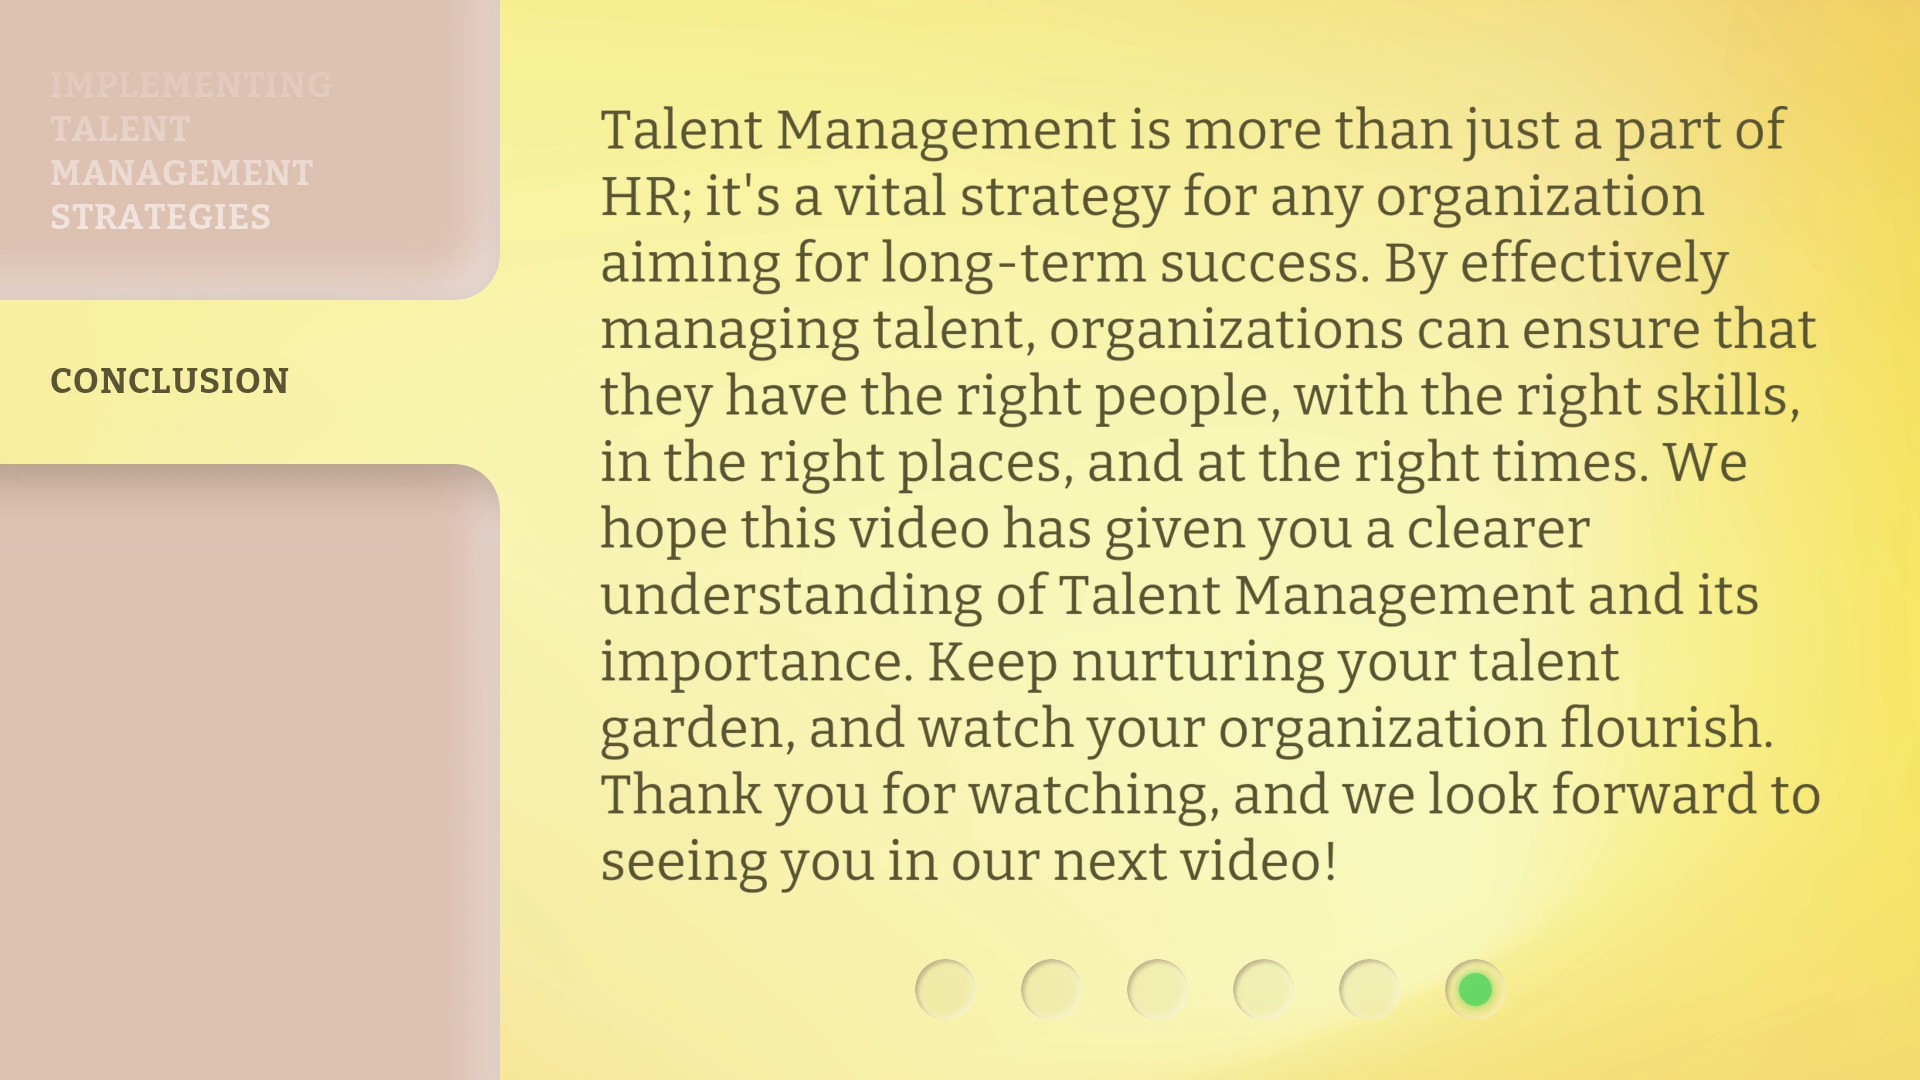 IMPLEMENTING
TALENT
MANAGEMENT
STRATEGIES
CONCLUSION
Talent Management is more than just a part of
HR; it's a vital strategy for any organization
aiming for long-term success. By effectively
managing talent, organizations can ensure that
they have the right people, with the right skills,
in the right places, and at the right times. We
hope this video has given you a clearer
understanding of Talent Management and its
importance. Keep nurturing your talent
garden, and watch your organization flourish.
Thank you for watching, and we look forward to
seeing you in our next video!